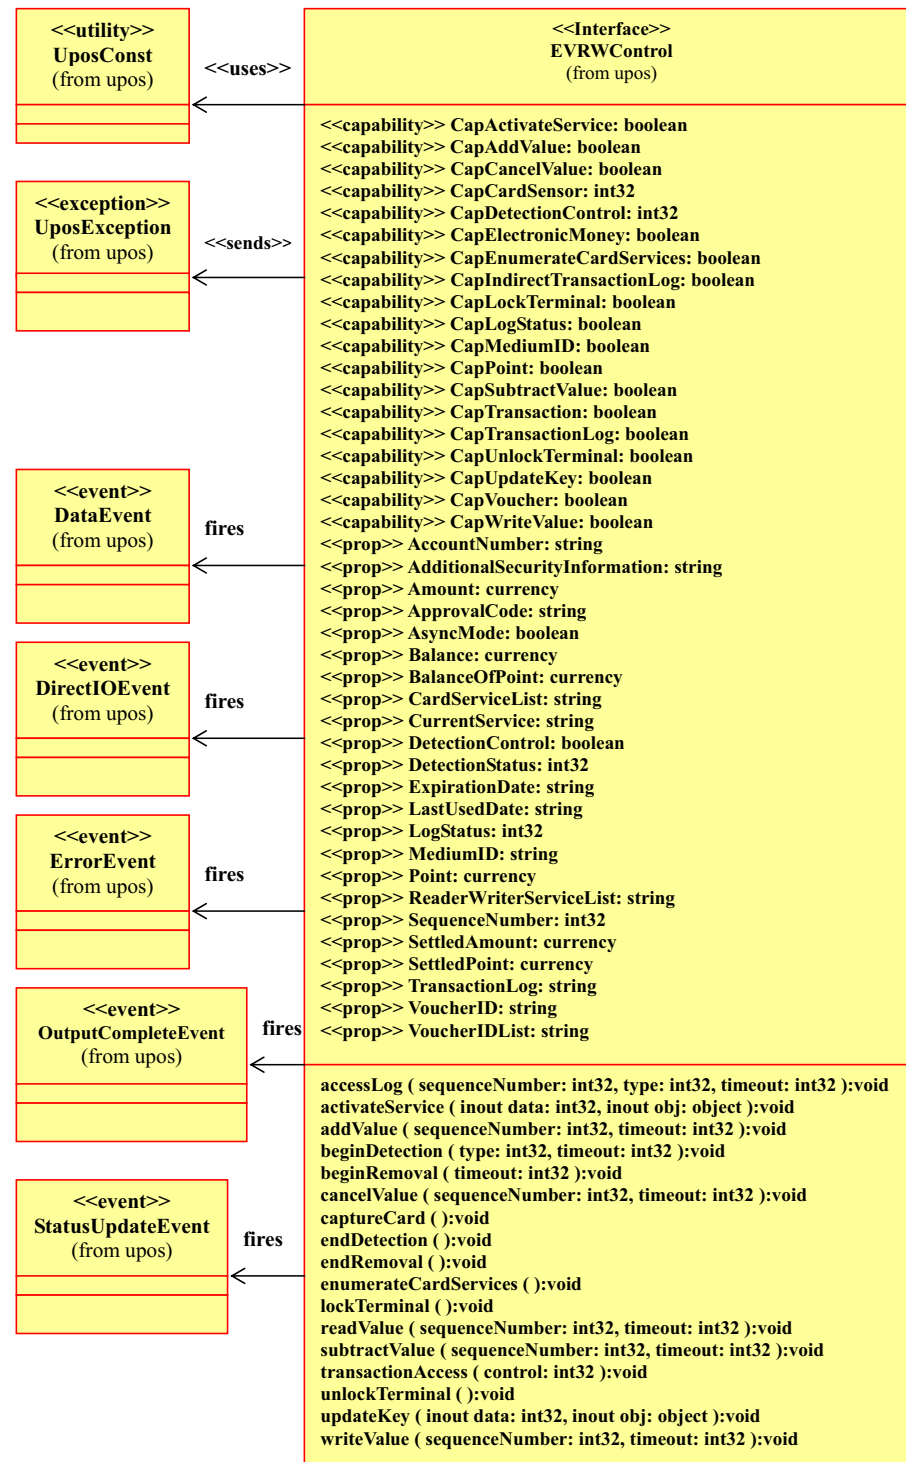 <<utility>>
UposConst
(from upos)
<<uses>>
<<exception>>
UposException
(from upos)
<<sends>>
<<event>>
DataEvent
(from upos)
fires
<<event>>
DirectIOEvent
(from upos)
fires
<<event>>
ErrorEvent
(from upos)
fires
<<event>>
OutputCompleteEvent
(from upos)
fires
<<event>>
StatusUpdateEvent
(from upos)
fires
<<Interface>>
EVRWControl
(from upos)
<<capability>> CapActivateService: boolean
<<capability>> CapAddValue: boolean
<<capability>> CapCancelValue: boolean
<<capability>> CapCardSensor: int32
<<capability>> CapDetectionControl: int32
<<capability>> CapElectronicMoney: boolean
<<capability>> CapEnumerateCardServices: boolean
<<capability>> CapIndirectTransactionLog: boolean
<<capability>> CapLockTerminal: boolean
<<capability>> CapLogStatus: boolean
<<capability>> CapMediumID: boolean
<<capability>> CapPoint: boolean
<<capability>> CapSubtractValue: boolean
<<capability>> CapTransaction: boolean
<<capability>> CapTransactionLog: boolean
<<capability>> CapUnlockTerminal: boolean
<<capability>> CapUpdateKey: boolean
<<capability>> CapVoucher: boolean
<<capability>> CapWriteValue: boolean
<<prop>> AccountNumber: string
<<prop>> AdditionalSecurityInformation: string
<<prop>> Amount: currency
<<prop>> ApprovalCode: string
<<prop>> AsyncMode: boolean
<<prop>> Balance: currency
<<prop>> BalanceOfPoint: currency
<<prop>> CardServiceList: string
<<prop>> CurrentService: string
<<prop>> DetectionControl: boolean
<<prop>> DetectionStatus: int32
<<prop>> ExpirationDate: string
<<prop>> LastUsedDate: string
<<prop>> LogStatus: int32
<<prop>> MediumID: string
<<prop>> Point: currency
<<prop>> ReaderWriterServiceList: string
<<prop>> SequenceNumber: int32
<<prop>> SettledAmount: currency
<<prop>> SettledPoint: currency
<<prop>> TransactionLog: string
<<prop>> VoucherID: string
<<prop>> VoucherIDList: string
accessLog ( sequenceNumber: int32, type: int32, timeout: int32 ):void
activateService ( inout data: int32, inout obj: object ):void
addValue ( sequenceNumber: int32, timeout: int32 ):void
beginDetection ( type: int32, timeout: int32 ):void
beginRemoval ( timeout: int32 ):void
cancelValue ( sequenceNumber: int32, timeout: int32 ):void
captureCard ( ):void
endDetection ( ):void
endRemoval ( ):void
enumerateCardServices ( ):void
lockTerminal ( ):void
readValue ( sequenceNumber: int32, timeout: int32 ):void
subtractValue ( sequenceNumber: int32, timeout: int32 ):void
transactionAccess ( control: int32 ):void
unlockTerminal ( ):void
updateKey ( inout data: int32, inout obj: object ):void
writeValue ( sequenceNumber: int32, timeout: int32 ):void